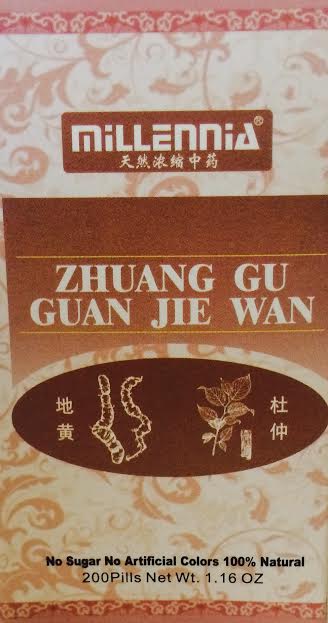 MiLLENNiA®
天然浓缩中药
ZHUANG GU
GUAN JIE WAN
地黄
杜仲
No Sugar No Artificial Colors 100% Natural
200Pills Net Wt. 1.16 OZ